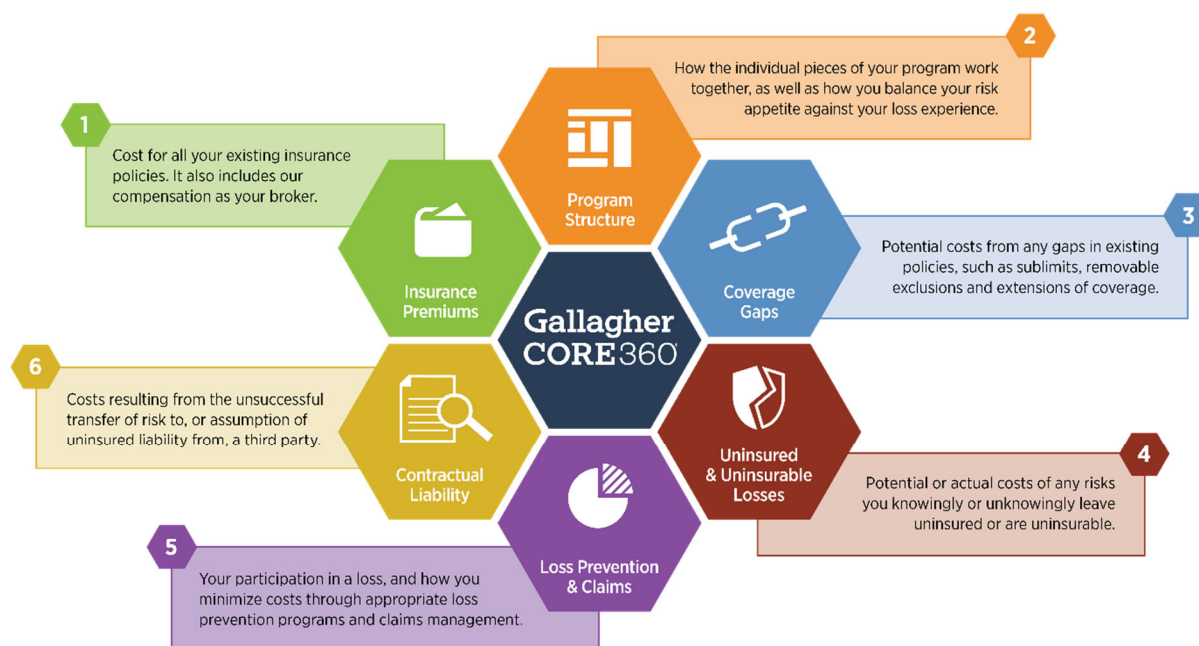 1
Cost for all your existing insurance
policies. It also includes our
compensation as your broker.
Insurance
Premiums
2
How the individual pieces of your program work
together, as well as how you balance your risk
appetite against your loss experience.
Program
Structure
3
Potential costs from any gaps in existing
policies, such as sublimits, removable
exclusions and extensions of coverage.
Coverage
Gaps
Gallagher
CORE360®
4
Potential or actual costs of any risks
you knowingly or unknowingly leave
uninsured or are uninsurable.
Uninsured
& Uninsurable
Losses
5
Your participation in a loss, and how you
minimize costs through appropriate loss
prevention programs and claims management.
Loss Prevention
& Claims
6
Costs resulting from the unsuccessful
transfer of risk to, or assumption of
uninsured liability from, a third party.
Contractual
Liability